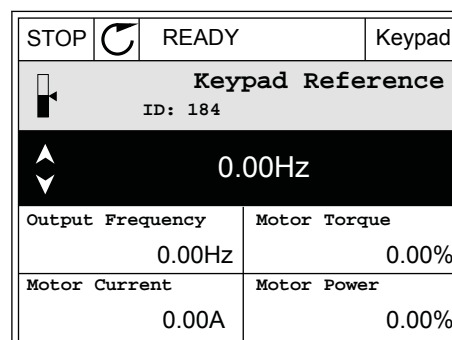 STOP READY Keypad
Keypad Reference
ID: 184
0.00Hz
Output Frequency Motor Torque
0.00Hz 0.00%
Motor Current Motor Power
0.00A 0.00%